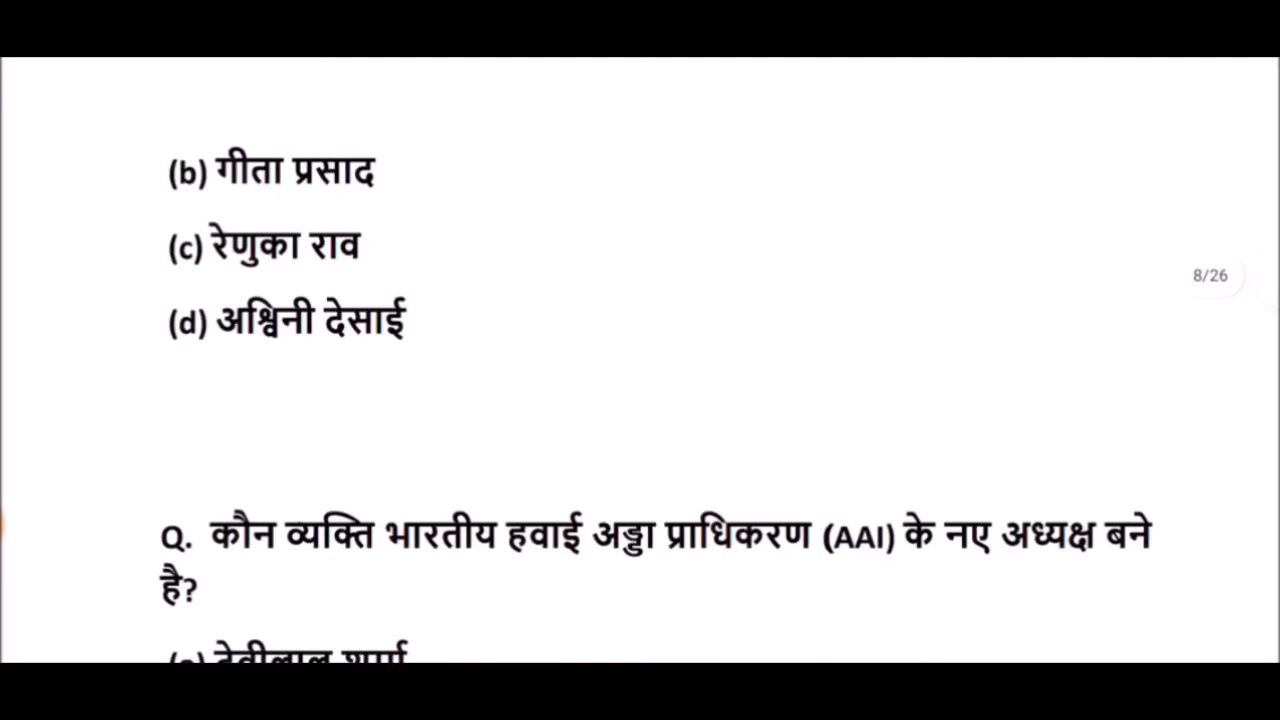 (b) गीता प्रसाद
(c) रेणुका राव
8/26
(d) अश्विनी देसाई
Q. कौन व्यक्ति भारतीय हवाई अड्डा प्राधिकरण (AAI) के नए अध्यक्ष बने
है?